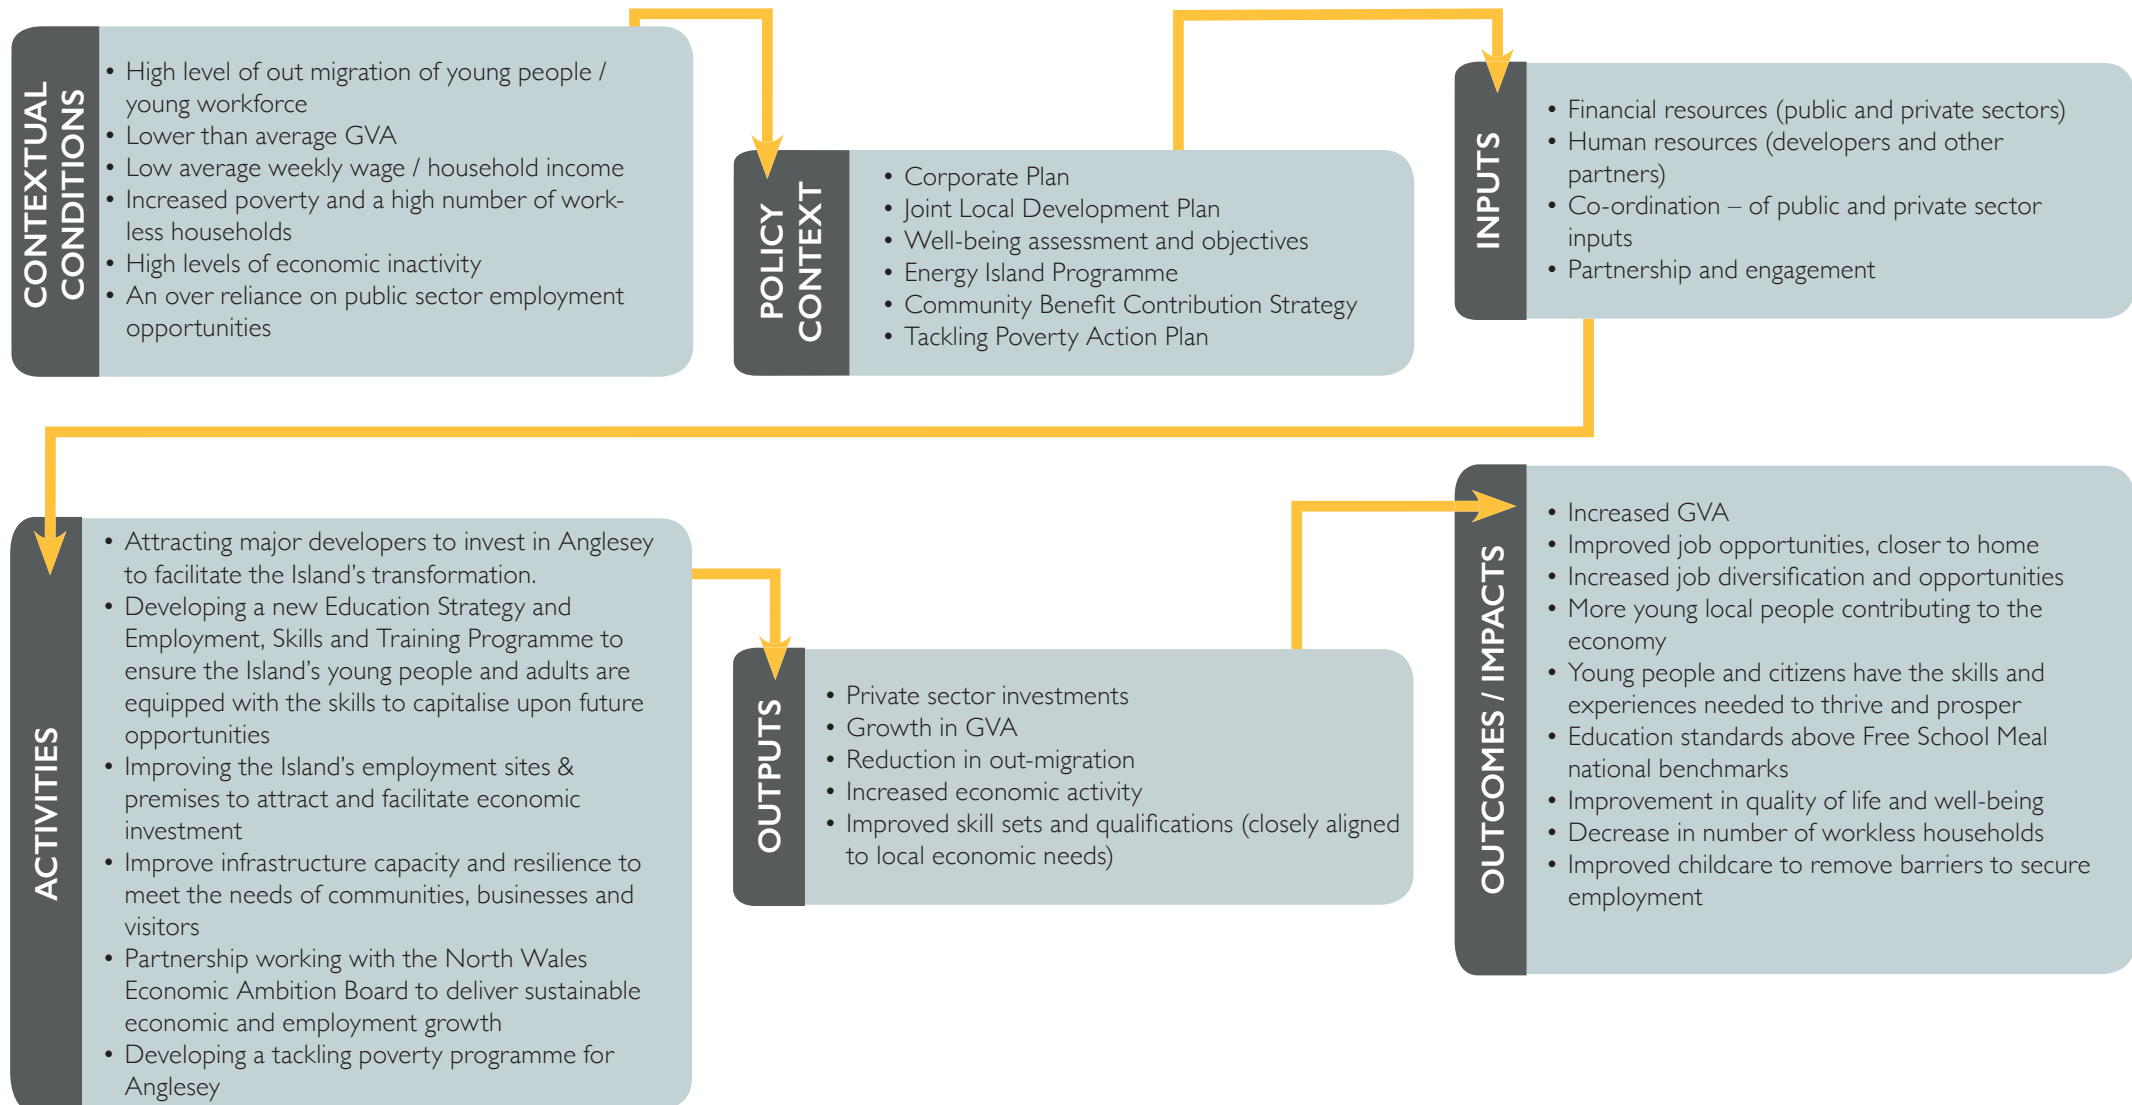 CONTEXTUAL
CONDITIONS
• High level of out migration of young people /
young workforce
• Lower than average GVA
• Low average weekly wage / household income
• Increased poverty and a high number of work-
less households
• High levels of economic inactivity
• An over reliance on public sector employment
opportunities
POLICY
CONTEXT
• Corporate Plan
• Joint Local Development Plan
• Well-being assessment and objectives
• Energy Island Programme
• Community Benefit Contribution Strategy
• Tackling Poverty Action Plan
INPUTS
• Financial resources (public and private sectors)
• Human resources (developers and other
partners)
• Co-ordination – of public and private sector
inputs
• Partnership and engagement
ACTIVITIES
• Attracting major developers to invest in Anglesey
to facilitate the Island’s transformation.
• Developing a new Education Strategy and
Employment, Skills and Training Programme to
ensure the Island’s young people and adults are
equipped with the skills to capitalise upon future
opportunities
• Improving the Island’s employment sites &
premises to attract and facilitate economic
investment
• Improve infrastructure capacity and resilience to
meet the needs of communities, businesses and
visitors
• Partnership working with the North Wales
Economic Ambition Board to deliver sustainable
economic and employment growth
• Developing a tackling poverty programme for
Anglesey
OUTPUTS
• Private sector investments
• Growth in GVA
• Reduction in out-migration
• Increased economic activity
• Improved skill sets and qualifications (closely aligned
to local economic needs)
OUTCOMES / IMPACTS
• Increased GVA
• Improved job opportunities, closer to home
• Increased job diversification and opportunities
• More young local people contributing to the
economy
• Young people and citizens have the skills and
experiences needed to thrive and prosper
• Education standards above Free School Meal
national benchmarks
• Improvement in quality of life and well-being
• Decrease in number of workless households
• Improved childcare to remove barriers to secure
employment